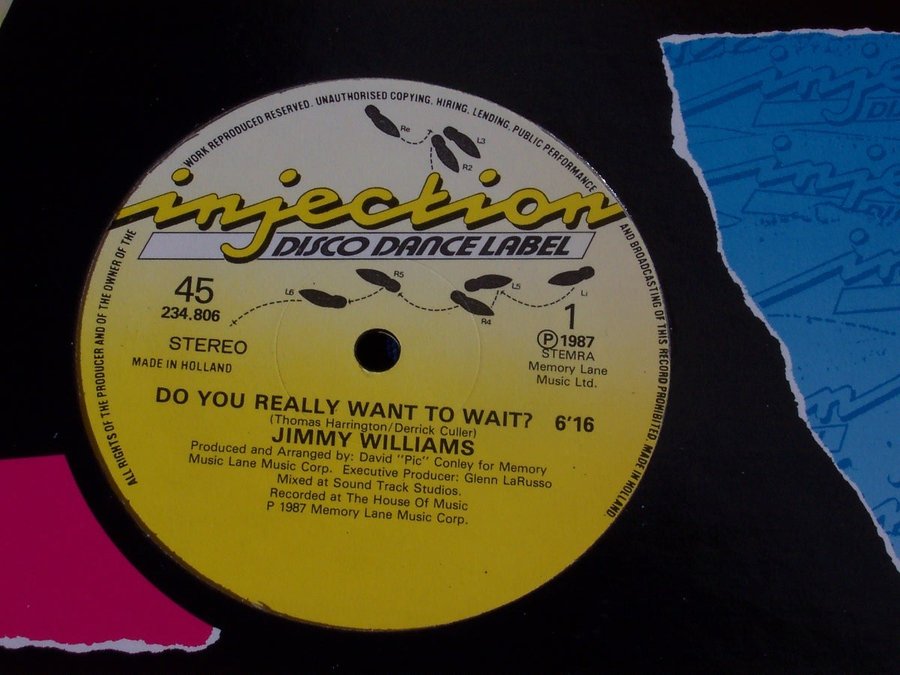 WORK REPRODUCED RESERVED. UNAUTHORISED COPYING, HIRING, LENDING, PUBLIC PERFORMANCE
AND BROADCASTING OF THIS RECORD PROHIBITED. MADE IN HOLLAND.
ALL RIGHTS OF THE PRODUCER AND OF THE OWNER OF THE
Re
L3
R2
injection
DISCO DANCE LABEL
L6
R5
R4
L5
Li
45
234.806
STEREO
MADE IN HOLLAND
1
Ⓟ 1987
STEMRA
Memory Lane
Music Ltd.
DO YOU REALLY WANT TO WAIT? 6'16
(Thomas Harrington/Derrick Culler)
JIMMY WILLIAMS
Produced and Arranged by: David "Pic" Conley for Memory
Music Lane Music Corp. Executive Producer: Glenn LaRusso
Mixed at Sound Track Studios.
Recorded at The House Of Music
P 1987 Memory Lane Music Corp.